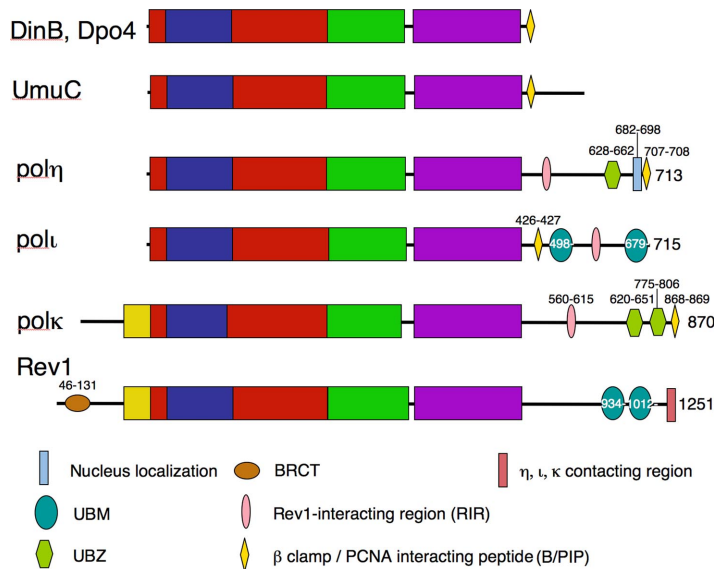 DinB, Dpo4
UmuC
682-698
628-662
707-708
polη
713
426-427
polι
498-
679-
715
775-806
560-615
620-651
868-869
polκ
870
Rev1
46-131
934-
1012-
1251
Nucleus localization
BRCT
η, ι, κ contacting region
UBM
Rev1-interacting region (RIR)
UBZ
β clamp / PCNA interacting peptide (B/PIP)